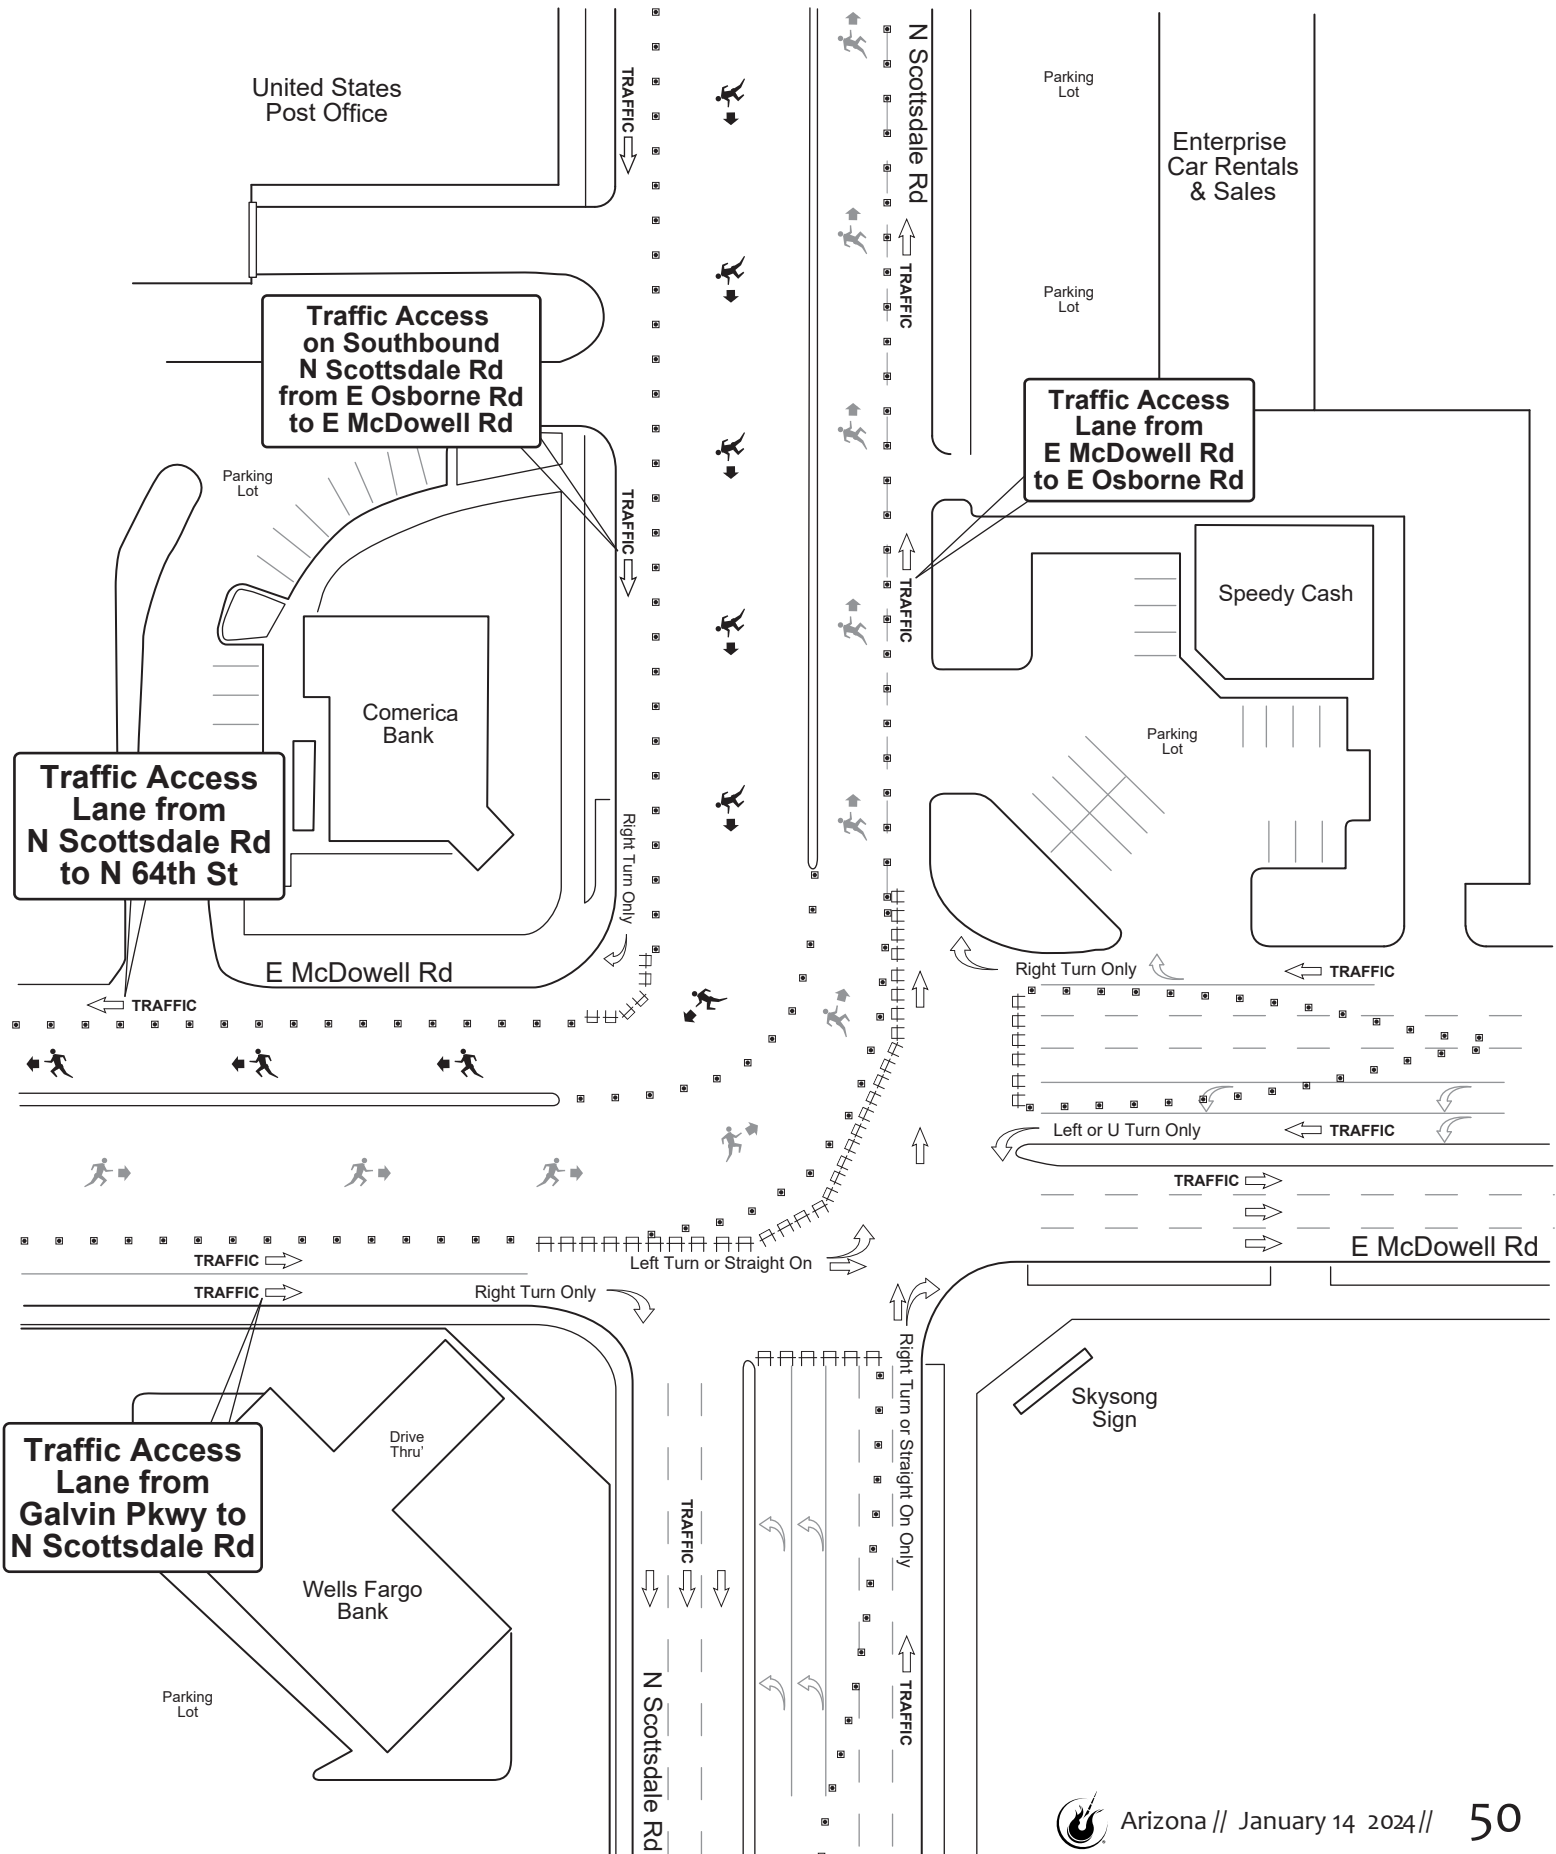 United States
Post Office
TRAFFIC
N Scottsdale Rd
Parking
Lot
Enterprise
Car Rentals
& Sales
TRAFFIC
Parking
Lot
Traffic Access
on Southbound
N Scottsdale Rd
from E Osborne Rd
to E McDowell Rd
Traffic Access
Lane from
E McDowell Rd
to E Osborne Rd
Parking
Lot
TRAFFIC
TRAFFIC
Speedy Cash
Comerica
Bank
Parking
Lot
Traffic Access
Lane from
N Scottsdale Rd
to N 64th St
Right Turn Only
E McDowell Rd
Right Turn Only
TRAFFIC
TRAFFIC
Left or U Turn Only
TRAFFIC
TRAFFIC
E McDowell Rd
TRAFFIC
Left Turn or Straight On
TRAFFIC
Right Turn Only
Right Turn or Straight On Only
Skysong
Sign
Drive
Thru'
Traffic Access
Lane from
Galvin Pkwy to
N Scottsdale Rd
TRAFFIC
Wells Fargo
Bank
N Scottsdale Rd
TRAFFIC
Parking
Lot
Arizona // January 14 2024 // 50